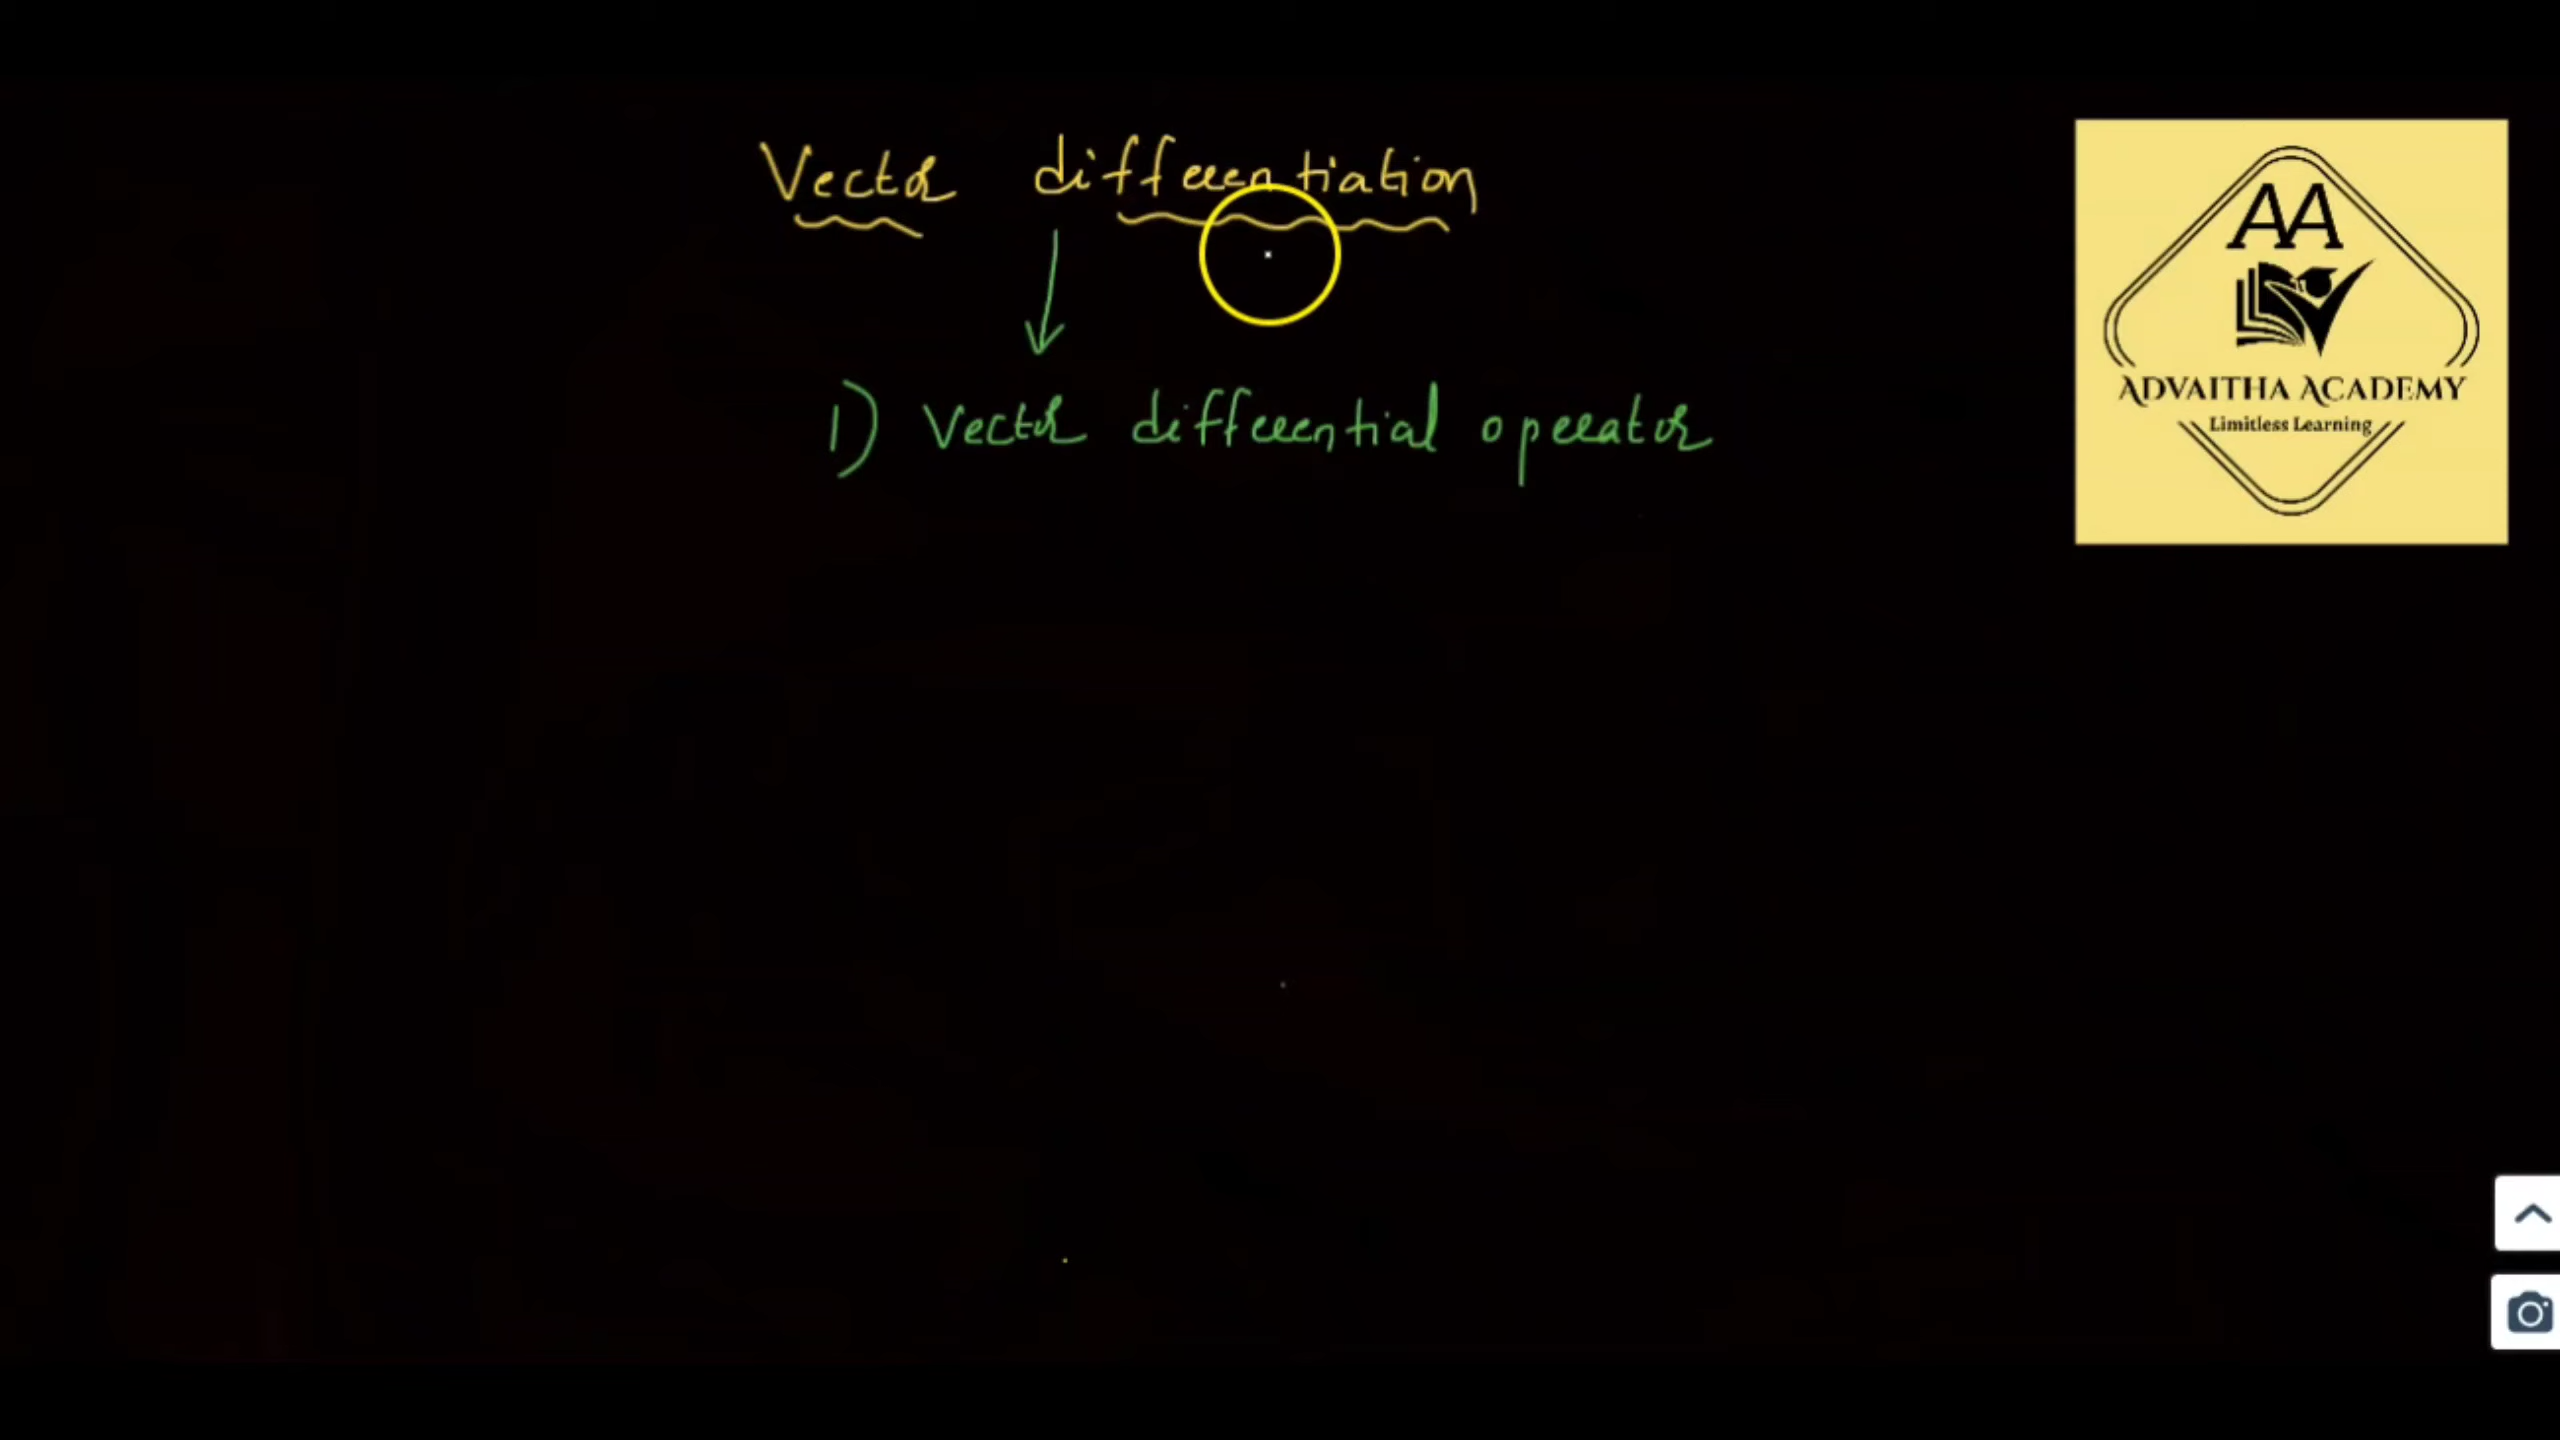 Vector differentiation
1) Vector differential operator
AA
ADVAITHA ACADEMY
Limitless Learning